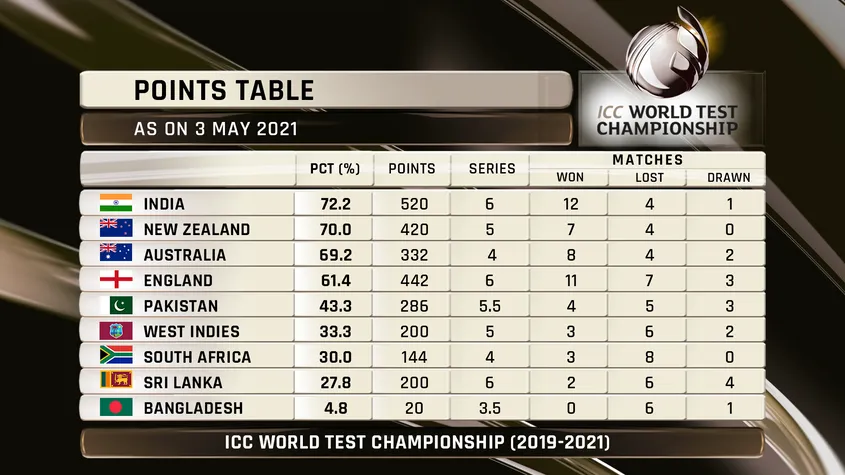 ICC WORLD TEST
CHAMPIONSHIP
POINTS TABLE
AS ON 3 MAY 2021
PCT (%) POINTS SERIES MATCHES
WON LOST DRAWN
INDIA 72.2 520 6 12 4 1
NEW ZEALAND 70.0 420 5 7 4 0
AUSTRALIA 69.2 332 4 8 4 2
ENGLAND 61.4 442 6 11 7 3
PAKISTAN 43.3 286 5.5 4 5 3
WEST INDIES 33.3 200 5 3 6 2
SOUTH AFRICA 30.0 144 4 3 8 0
SRI LANKA 27.8 200 6 2 6 4
BANGLADESH 4.8 20 3.5 0 6 1
ICC WORLD TEST CHAMPIONSHIP (2019-2021)